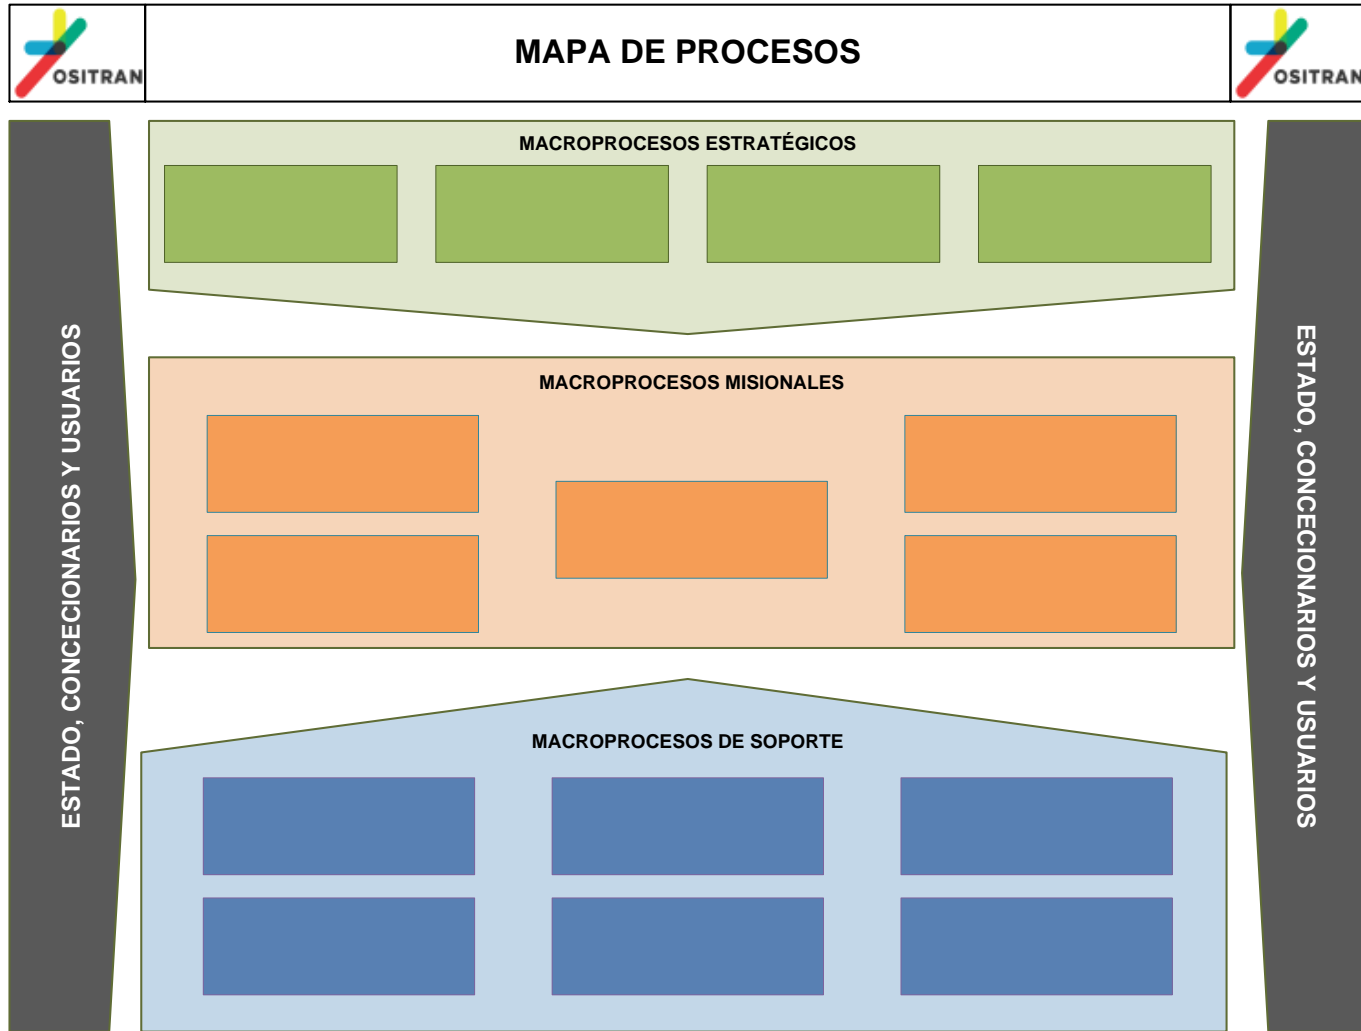 OSITRAN
MAPA DE PROCESOS
OSITRAN
MACROPROCESOS ESTRATÉGICOS
ESTADO, CONCECIONARIOS Y USUARIOS
MACROPROCESOS MISIONALES
ESTADO, CONCECIONARIOS Y USUARIOS
MACROPROCESOS DE SOPORTE